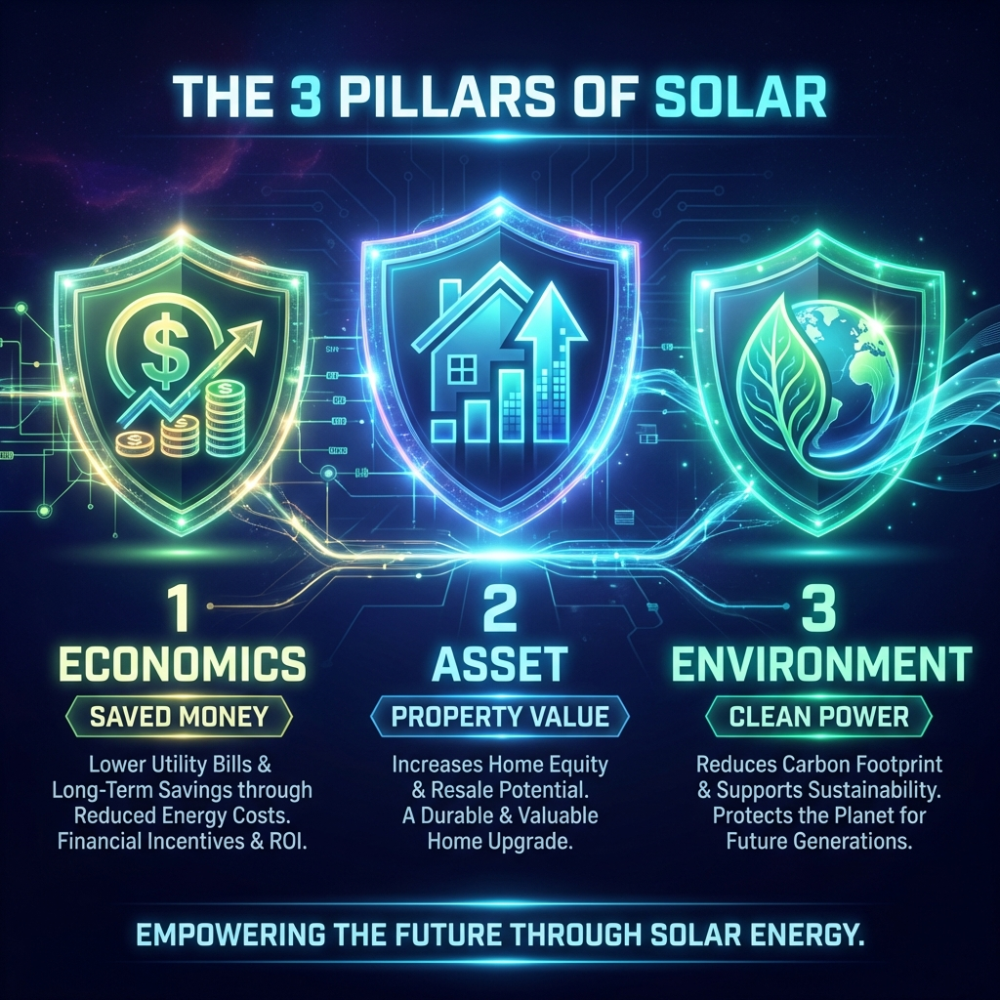 THE 3 PILLARS OF SOLAR
$
$
$
$
1
ECONOMICS
SAVED MONEY
Lower Utility Bills &
Long-Term Savings through
Reduced Energy Costs.
Financial Incentives & ROI.
2
ASSET
PROPERTY VALUE
Increases Home Equity
& Resale Potential.
A Durable & Valuable
Home Upgrade.
3
ENVIRONMENT
CLEAN POWER
Reduces Carbon Footprint
& Supports Sustainability.
Protects the Planet for
Future Generations.
EMPOWERING THE FUTURE THROUGH SOLAR ENERGY.